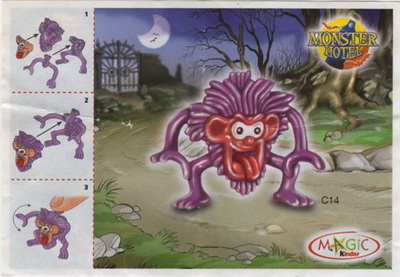 1
2
3
MONSTER
HOTEL
C14
MAGIC
Kinder